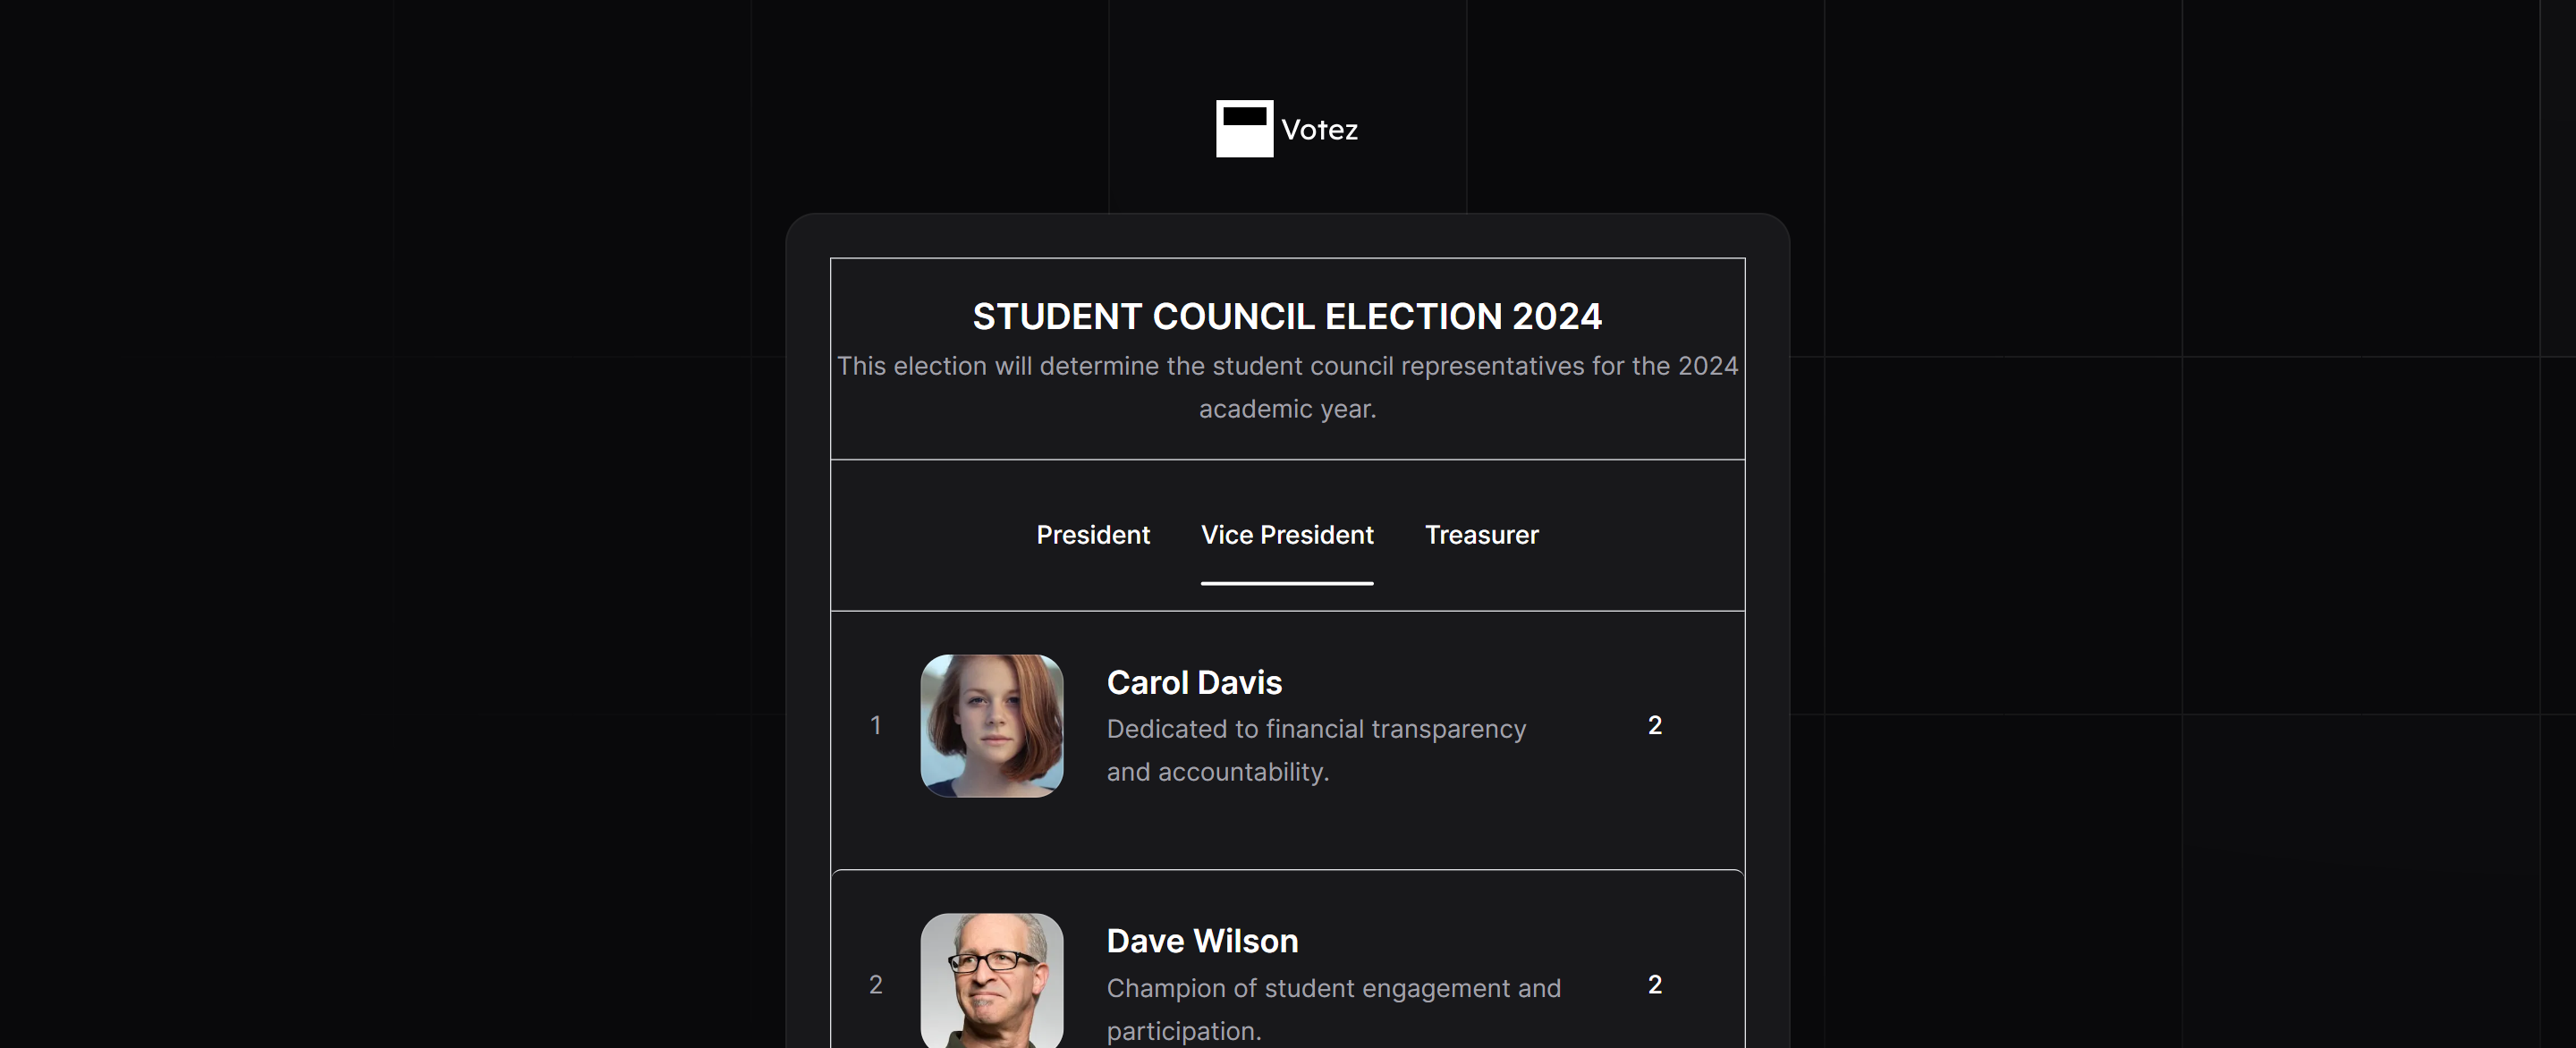 Votez
STUDENT COUNCIL ELECTION 2024
This election will determine the student council representatives for the 2024
academic year.
President Vice President Treasurer
1
Carol Davis
Dedicated to financial transparency
and accountability.
2
2
Dave Wilson
Champion of student engagement and
participation.
2